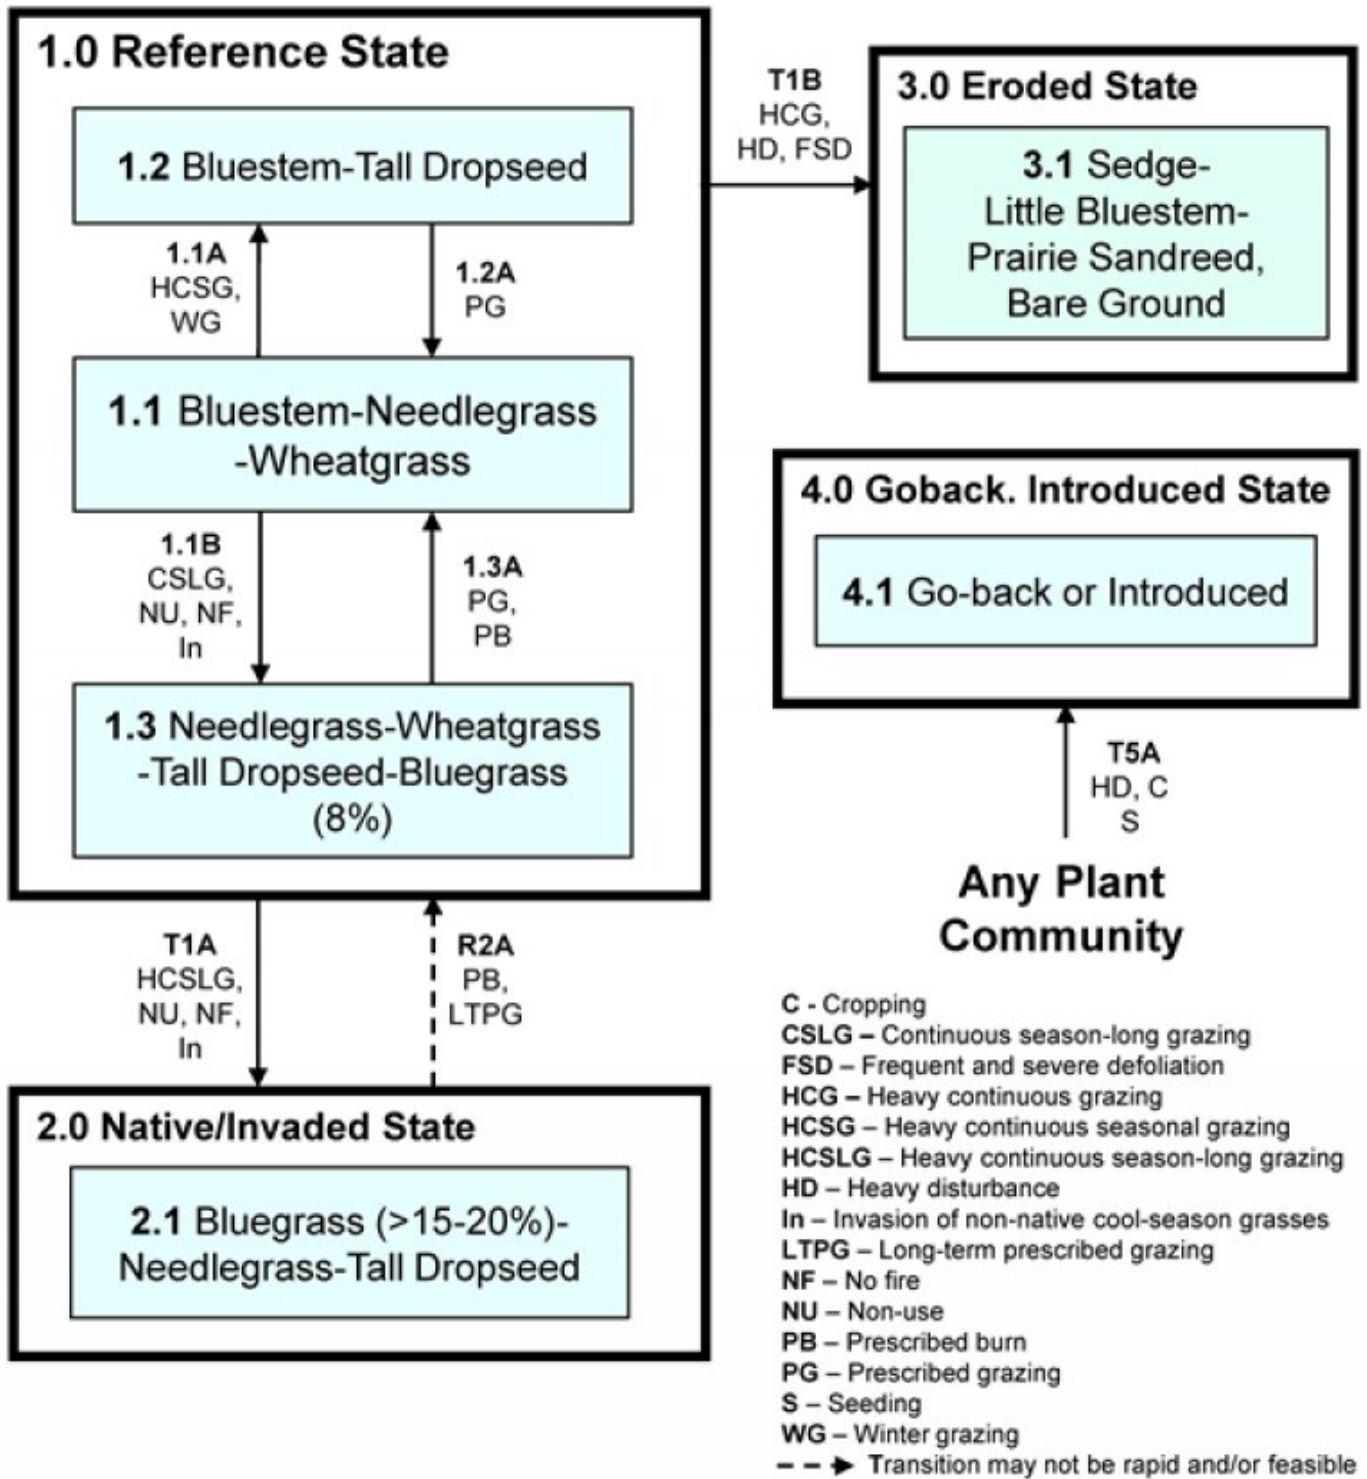 1.0 Reference State
1.2 Bluestem-Tall Dropseed
1.1A
HCSG,
WG
1.2A
PG
1.1 Bluestem-Needlegrass
-Wheatgrass
1.1B
CSLG,
NU, NF,
In
1.3A
PG,
PB
1.3 Needlegrass-Wheatgrass
-Tall Dropseed-Bluegrass
(8%)
T1A
HCSLG,
NU, NF,
In
R2A
PB,
LTPG
2.0 Native/Invaded State
2.1 Bluegrass (>15-20%)-
Needlegrass-Tall Dropseed
T1B
HCG,
HD, FSD
3.0 Eroded State
3.1 Sedge-
Little Bluestem-
Prairie Sandreed,
Bare Ground
4.0 Goback. Introduced State
4.1 Go-back or Introduced
T5A
HD, C
S
Any Plant
Community
C - Cropping
CSLG – Continuous season-long grazing
FSD – Frequent and severe defoliation
HCG – Heavy continuous grazing
HCSG – Heavy continuous seasonal grazing
HCSLG – Heavy continuous season-long grazing
HD – Heavy disturbance
In – Invasion of non-native cool-season grasses
LTPG – Long-term prescribed grazing
NF – No fire
NU – Non-use
PB – Prescribed burn
PG – Prescribed grazing
S – Seeding
WG – Winter grazing
Transition may not be rapid and/or feasible